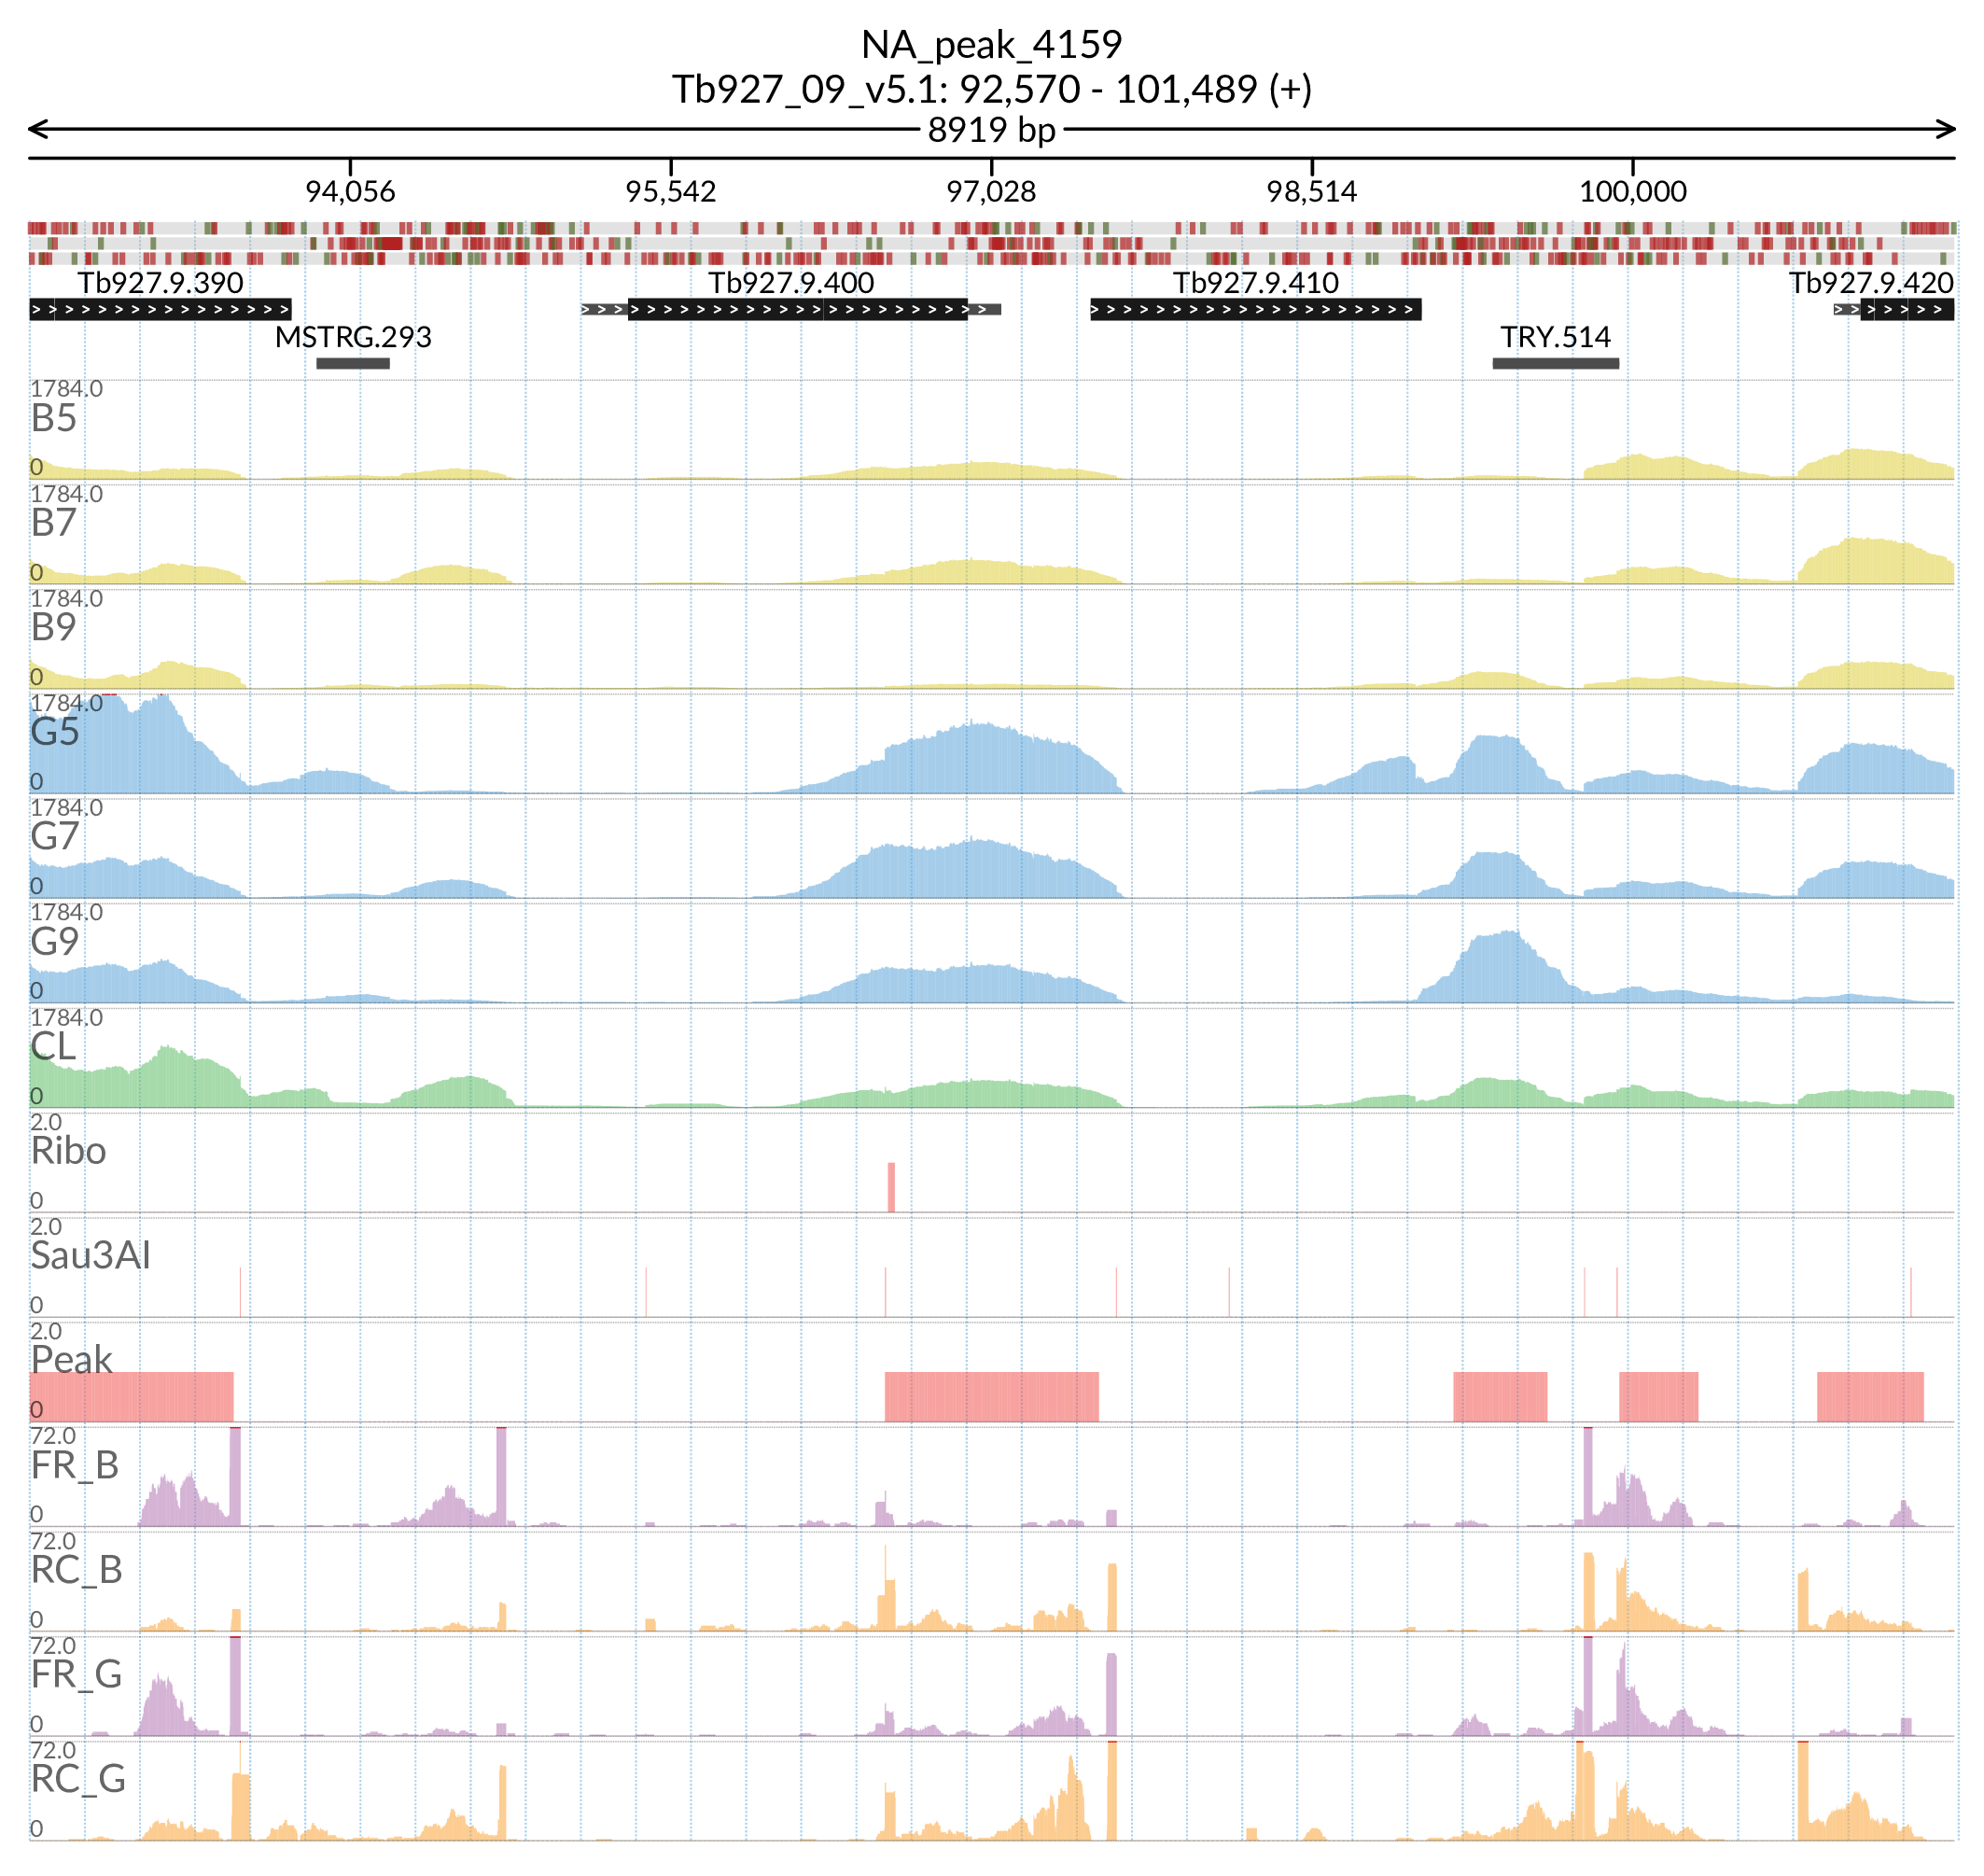 NA_peak_4159
Tb927_09_v5.1: 92,570 - 101,489 (+)
8919 bp
94,056 95,542 97,028 98,514 100,000
Tb927.9.390 Tb927.9.400 Tb927.9.410 Tb927.9.420
MSTRG.293 TRY.514
1784.0
B5
0
1784.0
B7
0
1784.0
B9
0
1784.0
G5
0
1784.0
G7
0
1784.0
G9
0
1784.0
CL
0
2.0
Ribo
0
2.0
Sau3AI
0
2.0
Peak
0
72.0
FR_B
0
72.0
RC_B
0
72.0
FR_G
0
72.0
RC_G
0